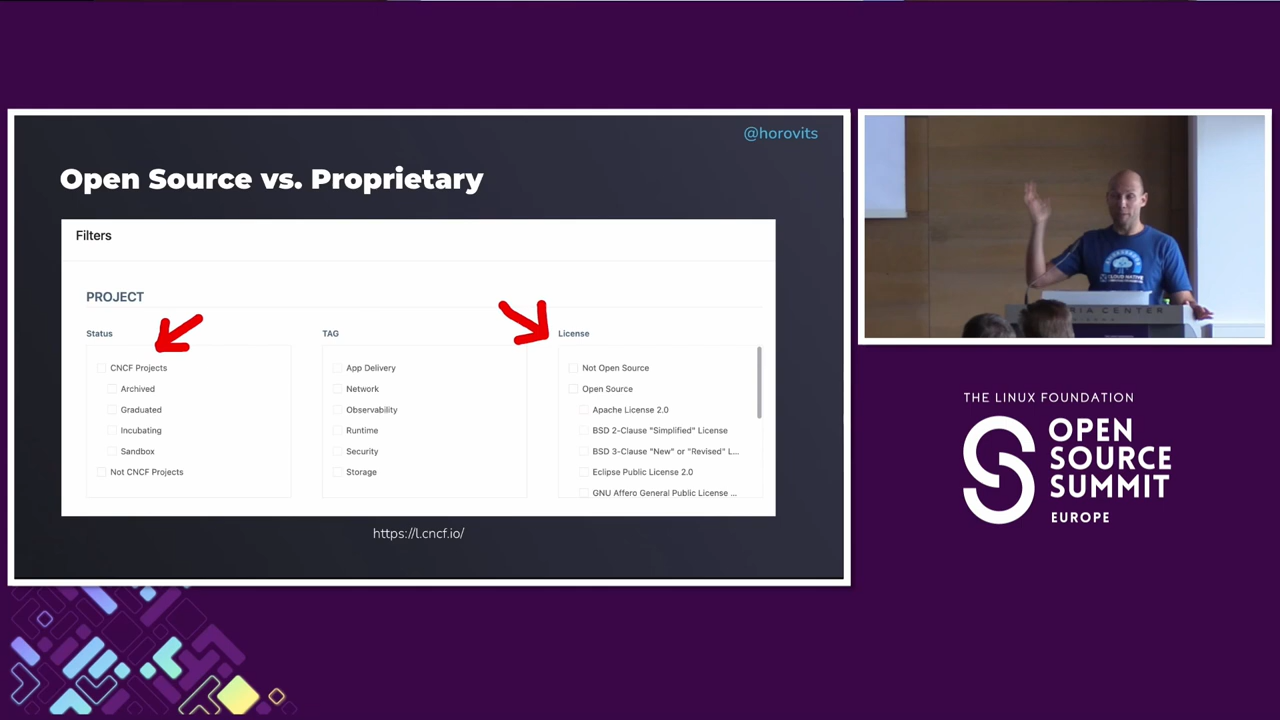 @horovits
Open Source vs. Proprietary
Filters
PROJECT
Status
CNCF Projects
Archived
Graduated
Incubating
Sandbox
Not CNCF Projects
TAG
App Delivery
Network
Observability
Runtime
Security
Storage
License
Not Open Source
Open Source
Apache License 2.0
BSD 2-Clause "Simplified" License
BSD 3-Clause "New" or "Revised" L...
Eclipse Public License 2.0
GNU Affero General Public License ...
https://l.cncf.io/
CLOUD NATIVE
CENTER
THE LINUX FOUNDATION
OPEN
SOURCE
SUMMIT
EUROPE